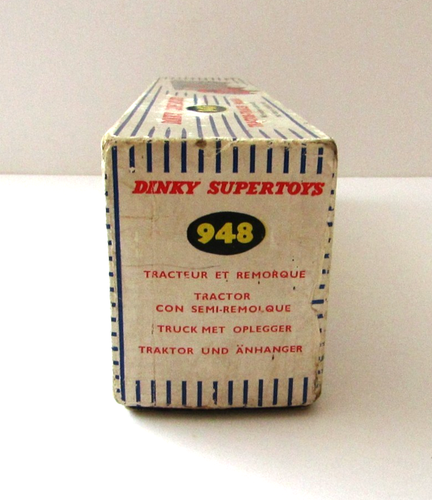 DINKY SUPERTOYS
948
TRACTEUR ET REMORQUE
TRACTOR
CON SEMI-REMOLQUE
TRUCK MET OPLEGGER
TRAKTOR UND ÄNHANGER